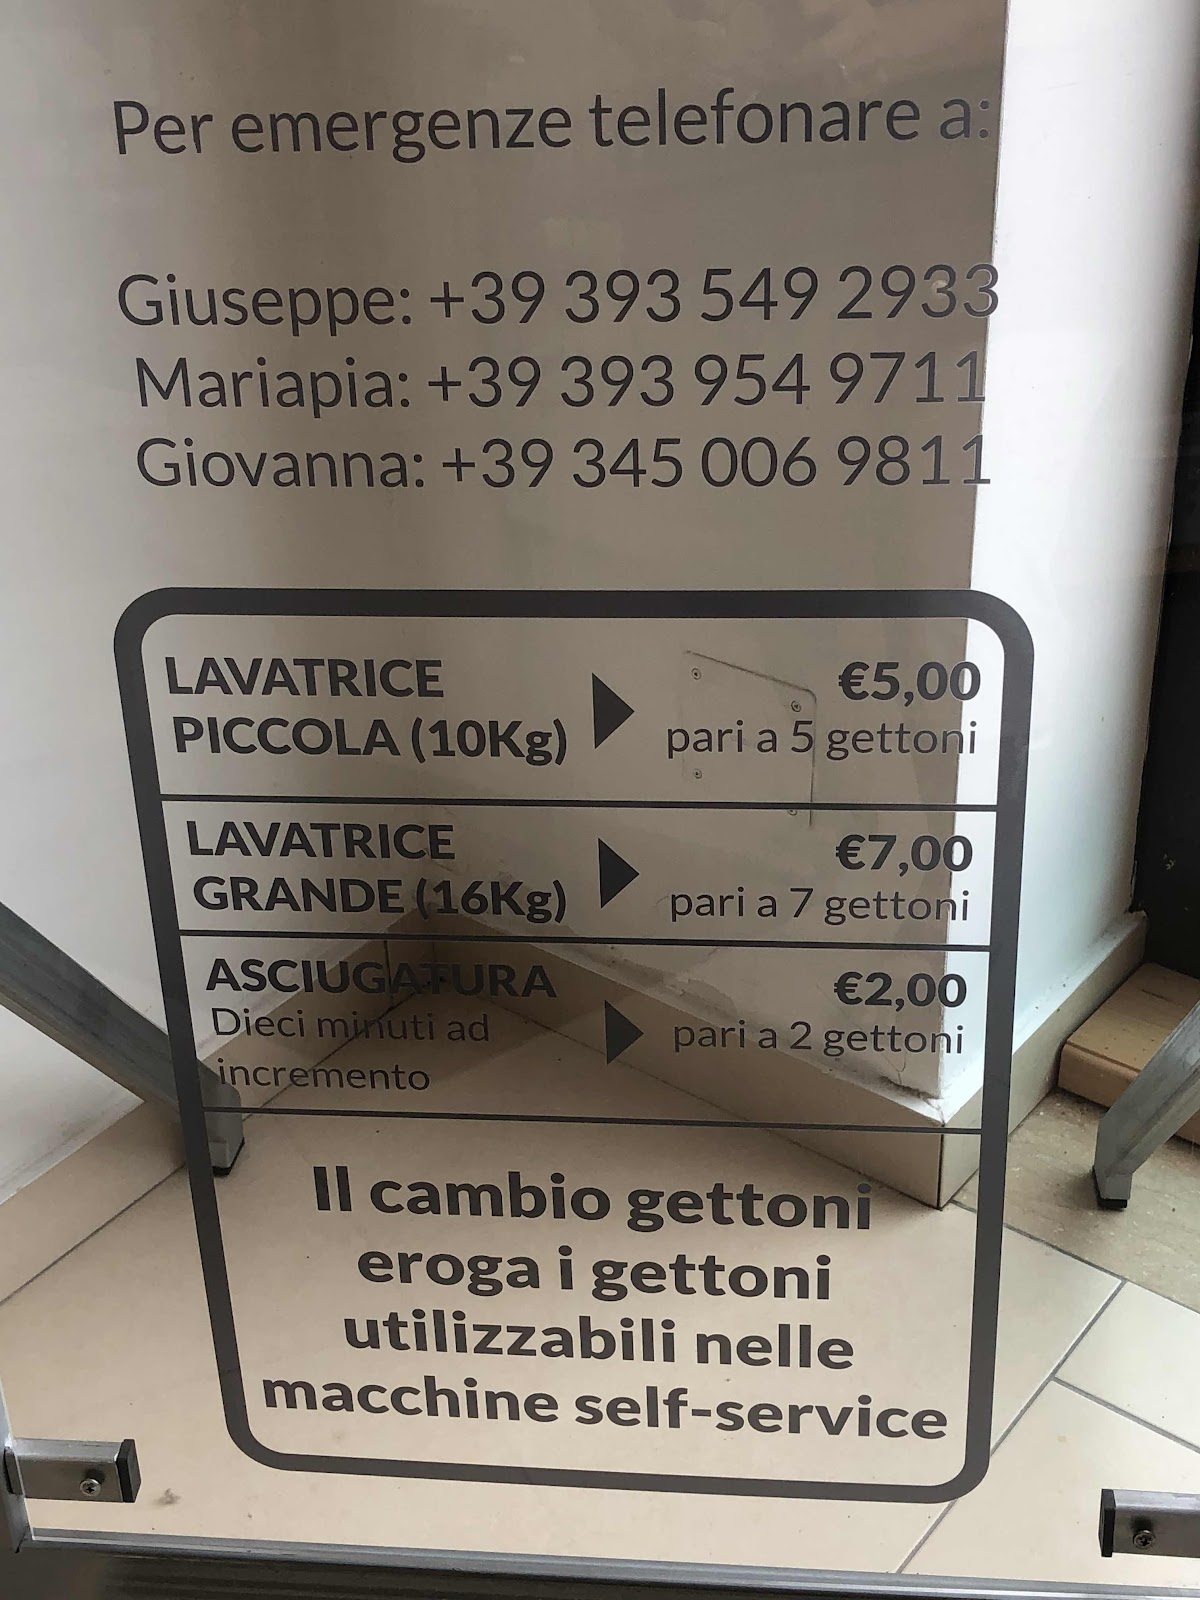 Per emergenze telefonare a:
Giuseppe: +39 393 549 2933
Mariapia: +39 393 954 9711
Giovanna: +39 345 006 9811
LAVATRICE
PICCOLA (10Kg)
€5,00
pari a 5 gettoni
LAVATRICE
GRANDE (16Kg)
€7,00
pari a 7 gettoni
ASCIUGATURA
Dieci minuti ad
incremento
€2,00
pari a 2 gettoni
Il cambio gettoni
eroga i gettoni
utilizzabili nelle
macchine self-service